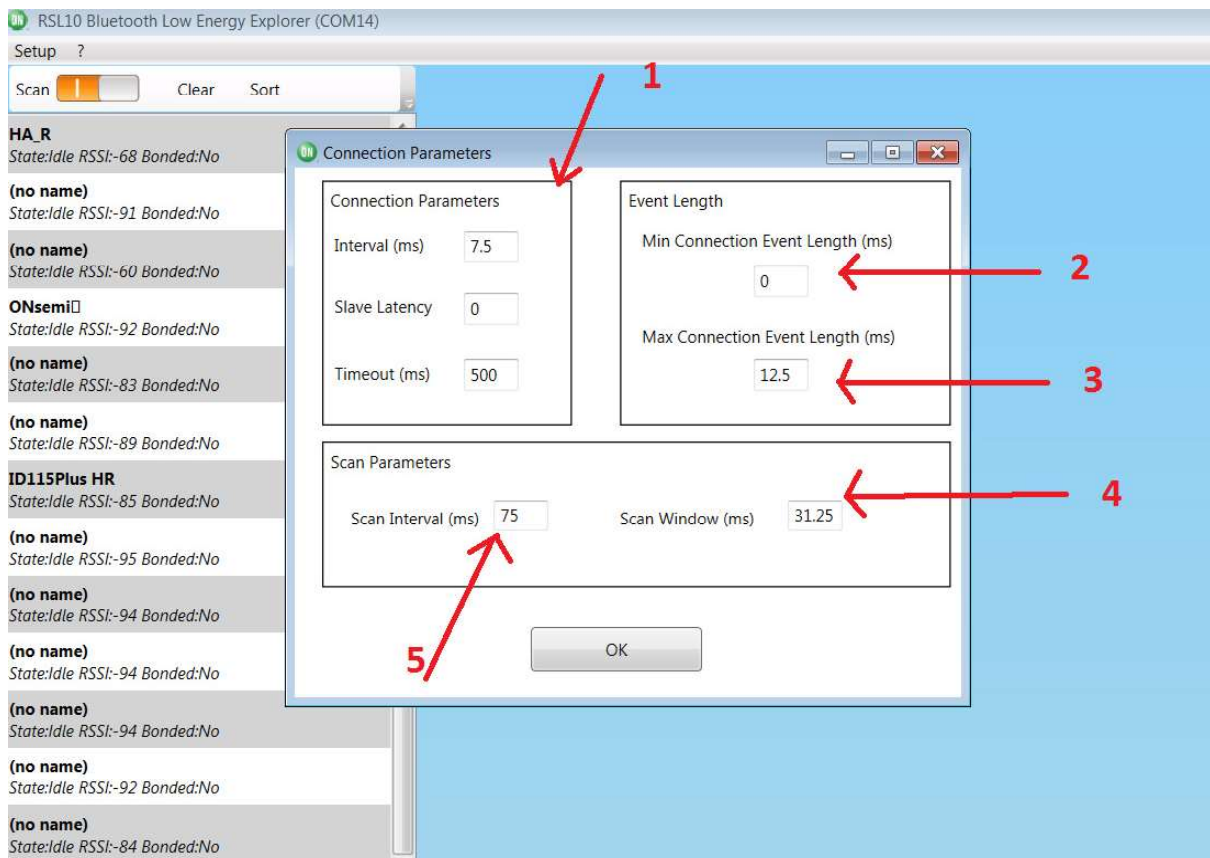 ON RSL10 Bluetooth Low Energy Explorer (COM14)
Setup ?
Scan Clear Sort
HA_R
State:Idle RSSI:-68 Bonded:No
(no name)
State:Idle RSSI:-91 Bonded:No
(no name)
State:Idle RSSI:-60 Bonded:No
ONsemi▯
State:Idle RSSI:-92 Bonded:No
(no name)
State:Idle RSSI:-83 Bonded:No
(no name)
State:Idle RSSI:-89 Bonded:No
ID115Plus HR
State:Idle RSSI:-85 Bonded:No
(no name)
State:Idle RSSI:-95 Bonded:No
(no name)
State:Idle RSSI:-94 Bonded:No
(no name)
State:Idle RSSI:-94 Bonded:No
(no name)
State:Idle RSSI:-94 Bonded:No
(no name)
State:Idle RSSI:-92 Bonded:No
(no name)
State:Idle RSSI:-84 Bonded:No
ON Connection Parameters
Connection Parameters
Interval (ms) 7.5
Slave Latency 0
Timeout (ms) 500
Event Length
Min Connection Event Length (ms)
0
Max Connection Event Length (ms)
12.5
Scan Parameters
Scan Interval (ms) 75 Scan Window (ms) 31.25
OK
1
2
3
4
5